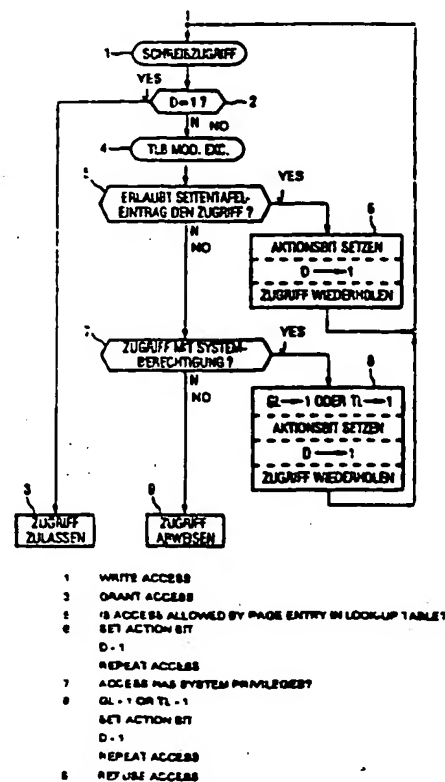 1 SCHREIBZUGRIFF
YES
D=1 ? 2
N NO
4 TLB MOD. EXC.
5 YES
ERLAUBT SEITENTAFEL-
EINTRAG DEN ZUGRIFF ?
N
NO
6
AKTIONSBIT SETZEN
D → 1
ZUGRIFF WIEDERHOLEN
7 YES
ZUGRIFF MIT SYSTEM-
BERECHTIGUNG ?
N
NO
8
GL→1 ODER TL→1
AKTIONSBIT SETZEN
D → 1
ZUGRIFF WIEDERHOLEN
3
ZUGRIFF
ZULASSEN
9
ZUGRIFF
ABWEISEN
1 WRITE ACCESS
3 GRANT ACCESS
5 IS ACCESS ALLOWED BY PAGE ENTRY IN LOOK-UP TABLE?
6 SET ACTION BIT
D - 1
REPEAT ACCESS
7 ACCESS HAS SYSTEM PRIVILEGES?
8 GL - 1 OR TL - 1
SET ACTION BIT
D - 1
REPEAT ACCESS
REFUSE ACCESS